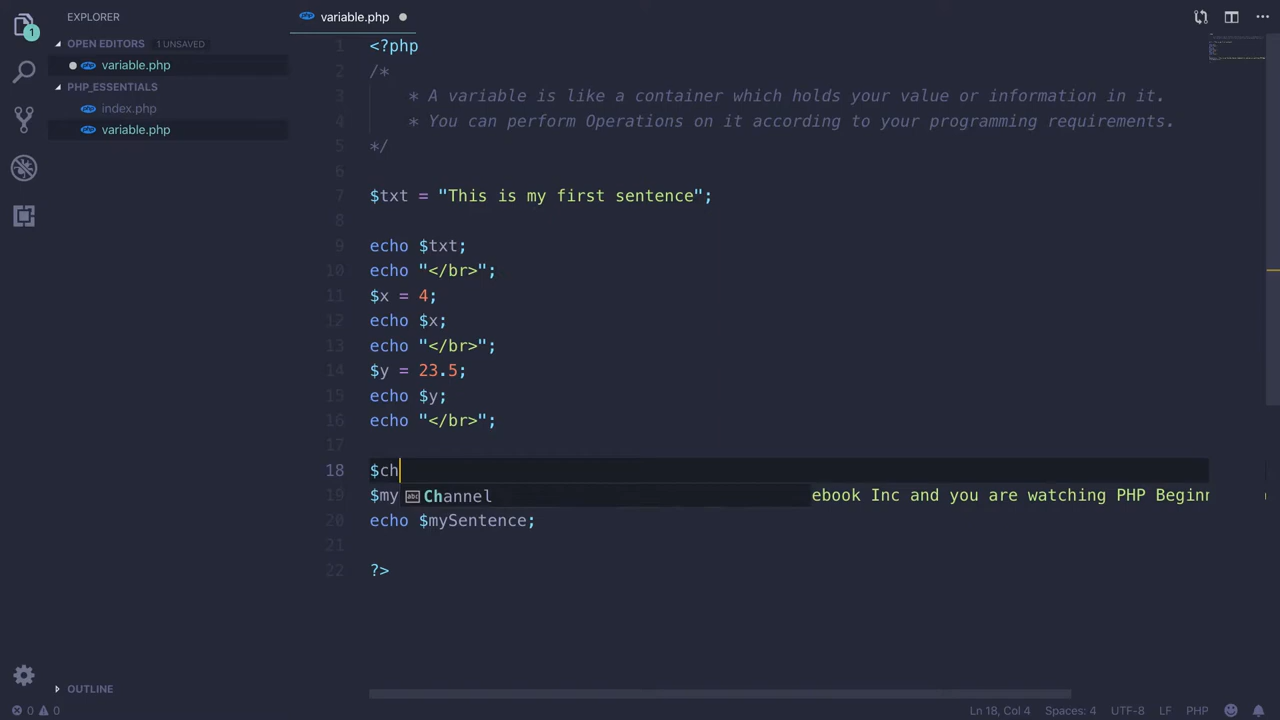 EXPLORER
variable.php
1
OPEN EDITORS 1 UNSAVED
variable.php
PHP_ESSENTIALS
index.php
variable.php
OUTLINE
1 <?php
2 /*
3 * A variable is like a container which holds your value or information in it.
4 * You can perform Operations on it according to your programming requirements.
5 */
6
7 $txt = "This is my first sentence";
8
9 echo $txt;
10 echo "</br>";
11 $x = 4;
12 echo $x;
13 echo "</br>";
14 $y = 23.5;
15 echo $y;
16 echo "</br>";
17
18 $ch
abc Channel
19 $my ebook Inc and you are watching PHP Beginn
20 echo $mySentence;
21
22 ?>
0 0 Ln 18, Col 4 Spaces: 4 UTF-8 LF PHP